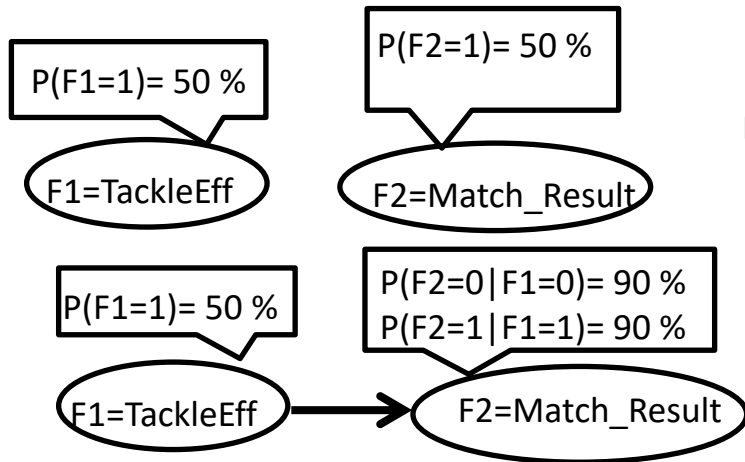 P(F1=1)= 50 %
P(F2=1)= 50 %
F1=TackleEff
F2=Match_Result
P(F1=1)= 50 %
P(F2=0|F1=0)= 90 %
P(F2=1|F1=1)= 90 %
F1=TackleEff
F2=Match_Result